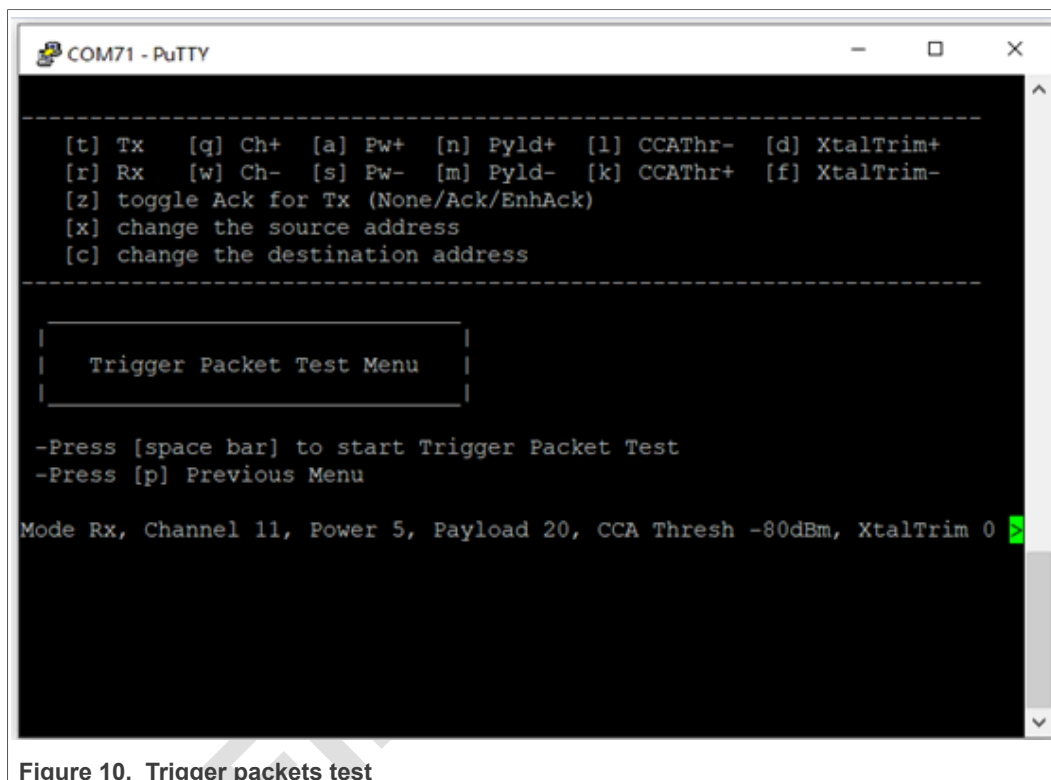 COM71 - PuTTY
--------------------------------------------------------------------
[t] Tx [q] Ch+ [a] Pw+ [n] Pyld+ [l] CCAThr- [d] XtalTrim+
[r] Rx [w] Ch- [s] Pw- [m] Pyld- [k] CCAThr+ [f] XtalTrim-
[z] toggle Ack for Tx (None/Ack/EnhAck)
[x] change the source address
[c] change the destination address
--------------------------------------------------------------------
Trigger Packet Test Menu
-Press [space bar] to start Trigger Packet Test
-Press [p] Previous Menu
Mode Rx, Channel 11, Power 5, Payload 20, CCA Thresh -80dBm, XtalTrim 0 >
Figure 10. Trigger packets test